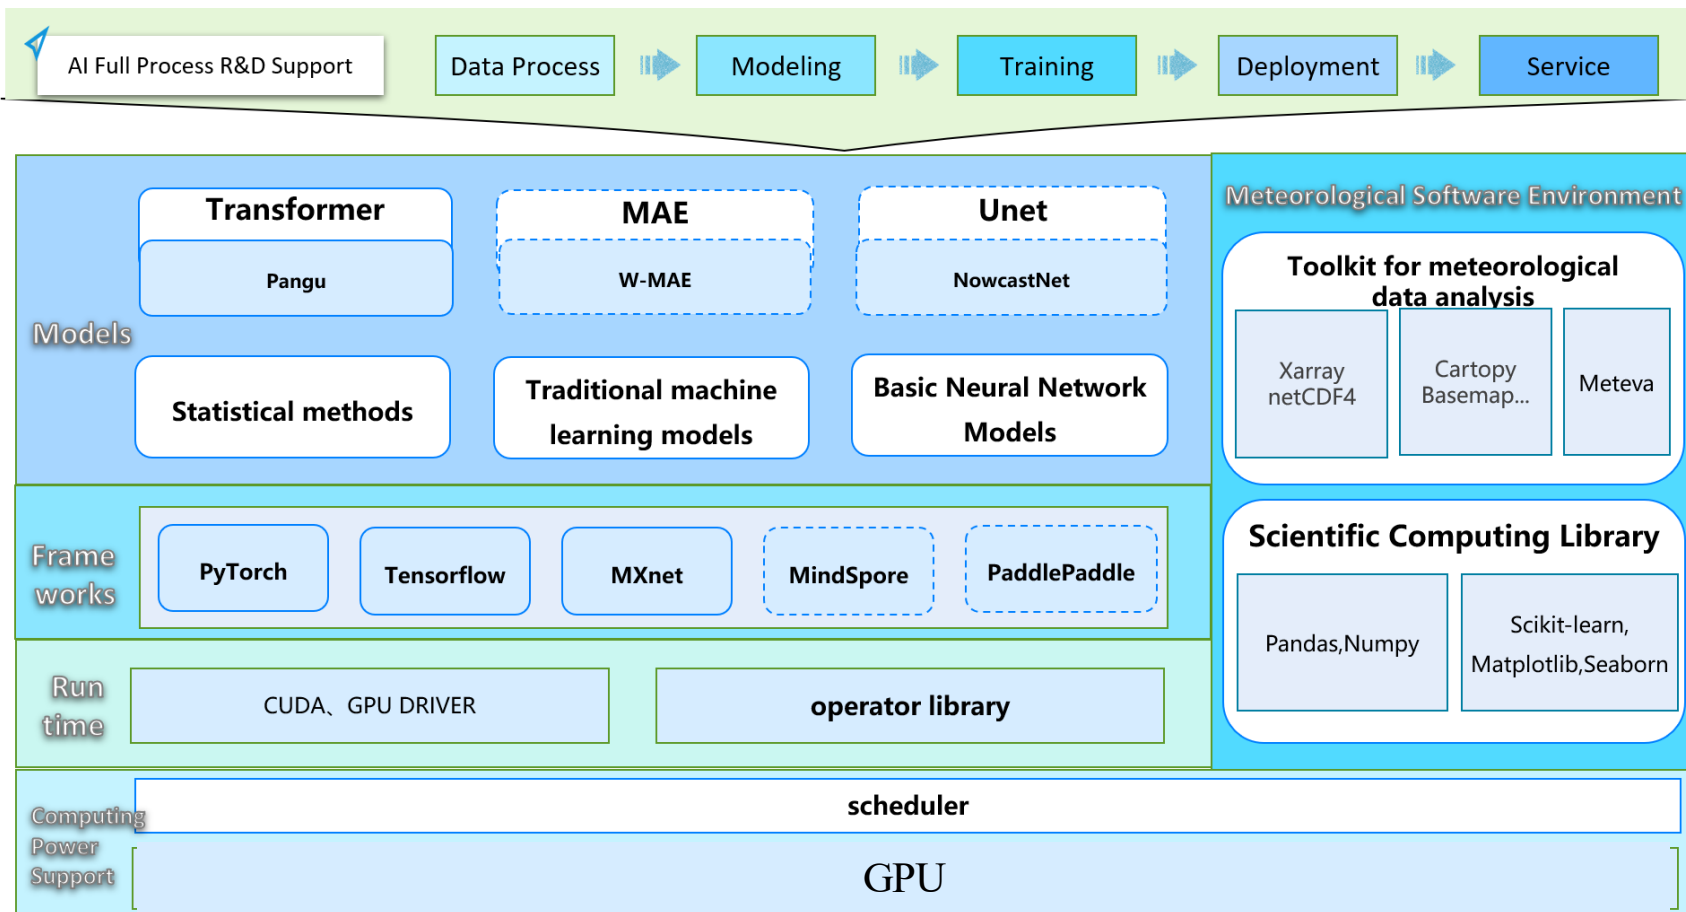 AI Full Process R&D Support
Data Process
Modeling
Training
Deployment
Service
Models
Transformer
Pangu
MAE
W-MAE
Unet
NowcastNet
Statistical methods
Traditional machine
learning models
Basic Neural Network
Models
Meteorological Software Environment
Toolkit for meteorological
data analysis
Xarray
netCDF4
Cartopy
Basemap...
Meteva
Scientific Computing Library
Pandas,Numpy
Scikit-learn,
Matplotlib,Seaborn
Frame
works
PyTorch
Tensorflow
MXnet
MindSpore
PaddlePaddle
Run
time
CUDA、GPU DRIVER
operator library
Computing
Power
Support
scheduler
GPU